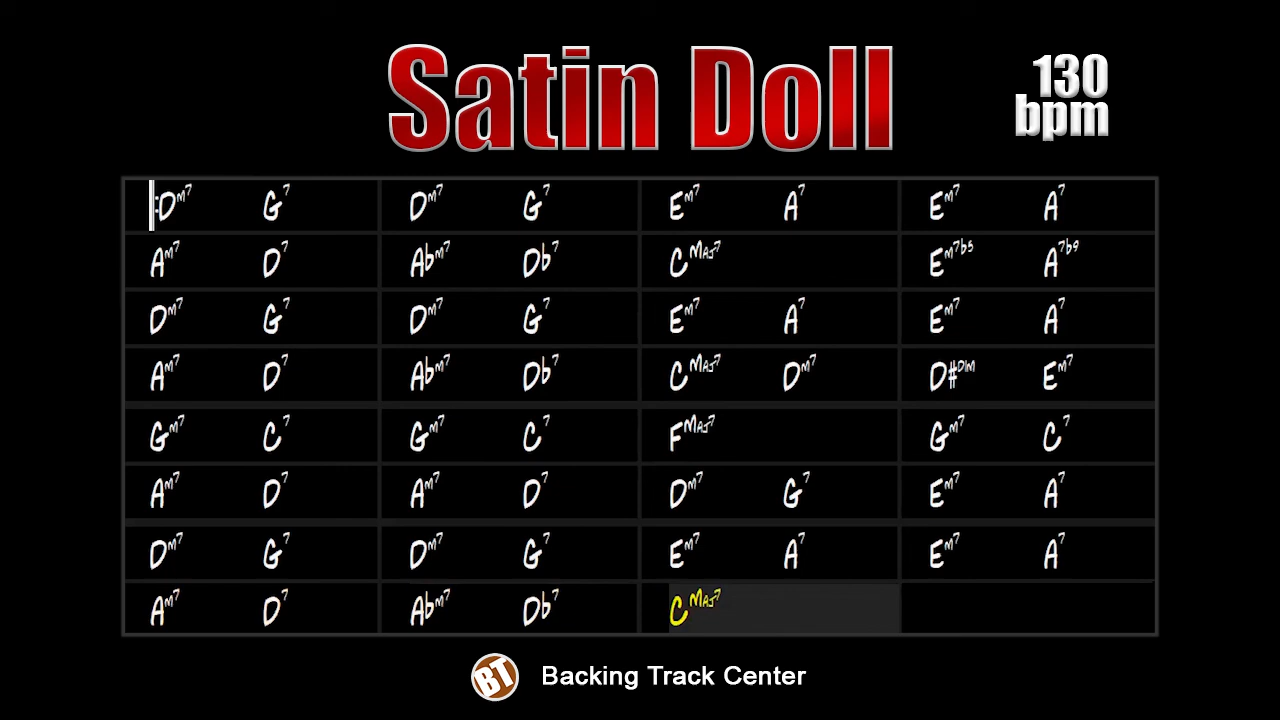 Satin Doll
130
bpm
Dm7 G7 Dm7 G7 Em7 A7 Em7 A7
Am7 D7 Abm7 Db7 CMaj7 Em7b5 A7b9
Dm7 G7 Dm7 G7 Em7 A7 Em7 A7
Am7 D7 Abm7 Db7 CMaj7 Dm7 D#Dim Em7
Gm7 C7 Gm7 C7 FMaj7 Gm7 C7
Am7 D7 Am7 D7 Dm7 G7 Em7 A7
Dm7 G7 Dm7 G7 Em7 A7 Em7 A7
Am7 D7 Abm7 Db7 CMaj7
BT Backing Track Center